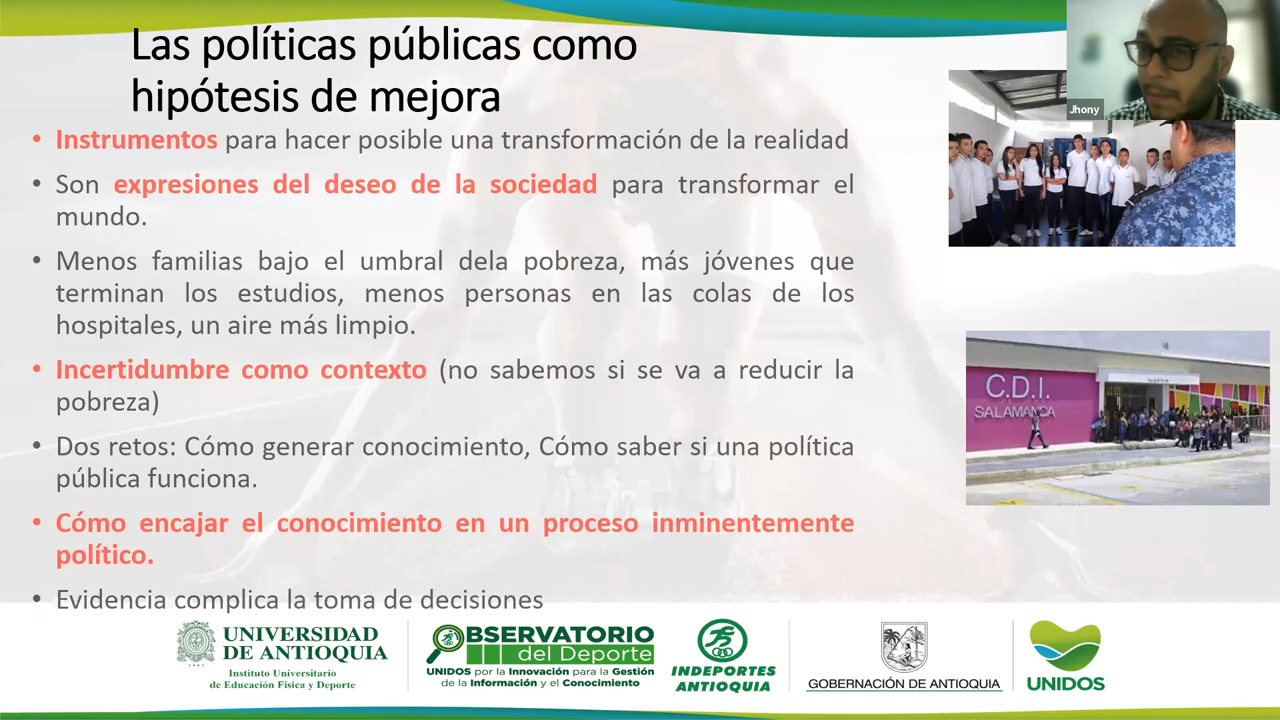 Las políticas públicas como
hipótesis de mejora
Jhony
• Instrumentos para hacer posible una transformación de la realidad
• Son expresiones del deseo de la sociedad para transformar el
mundo.
• Menos familias bajo el umbral dela pobreza, más jóvenes que
terminan los estudios, menos personas en las colas de los
hospitales, un aire más limpio.
• Incertidumbre como contexto (no sabemos si se va a reducir la
pobreza)
• Dos retos: Cómo generar conocimiento, Cómo saber si una política
pública funciona.
• Cómo encajar el conocimiento en un proceso inminentemente
político.
• Evidencia complica la toma de decisiones
C.D.I.
SALAMANCA
UNIVERSIDAD
DE ANTIOQUIA
Instituto Universitario
de Educación Física y Deporte
OBSERVATORIO
del Deporte
UNIDOS por la Innovación para la Gestión
de la Información y el Conocimiento
INDEPORTES
ANTIOQUIA
GOBERNACIÓN DE ANTIOQUIA
UNIDOS